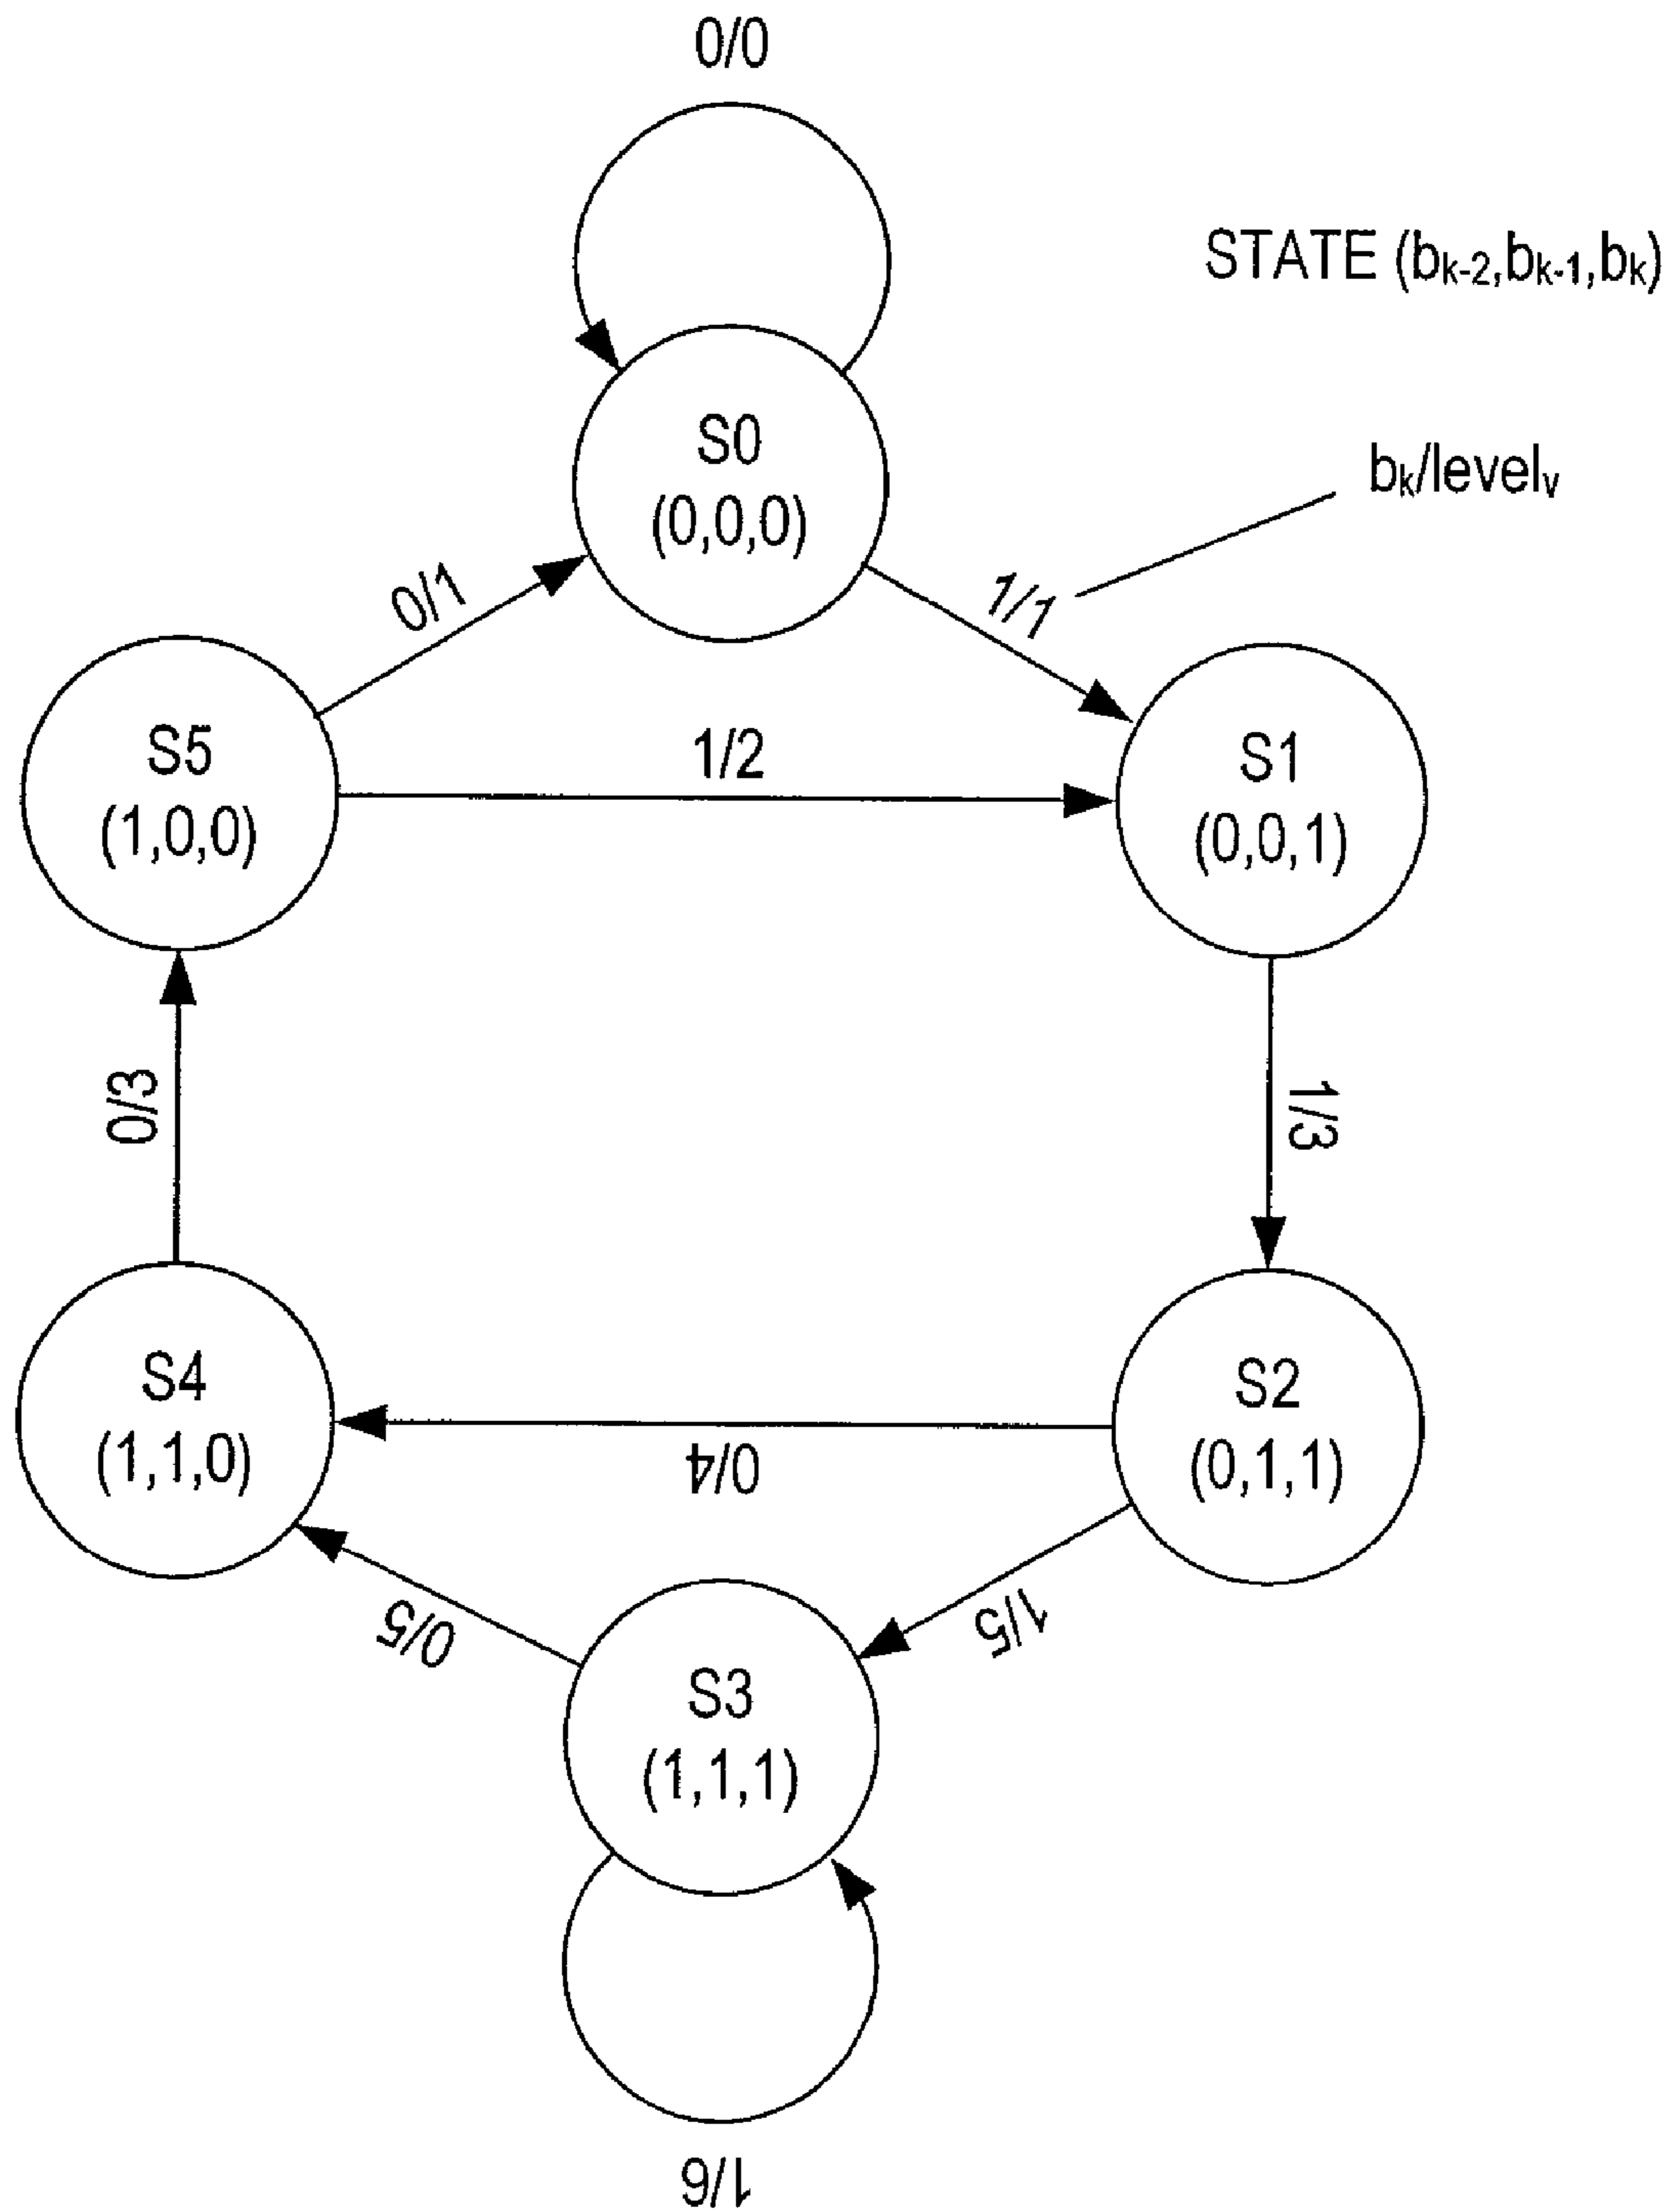 0/0
STATE (bk-2,bk-1,bk)
S0
(0,0,0)
bk/levelv
0/1
1/1
S5
(1,0,0)
1/2
S1
(0,0,1)
0/3
1/3
S4
(1,1,0)
0/4
S2
(0,1,1)
0/5
1/5
S3
(1,1,1)
1/6